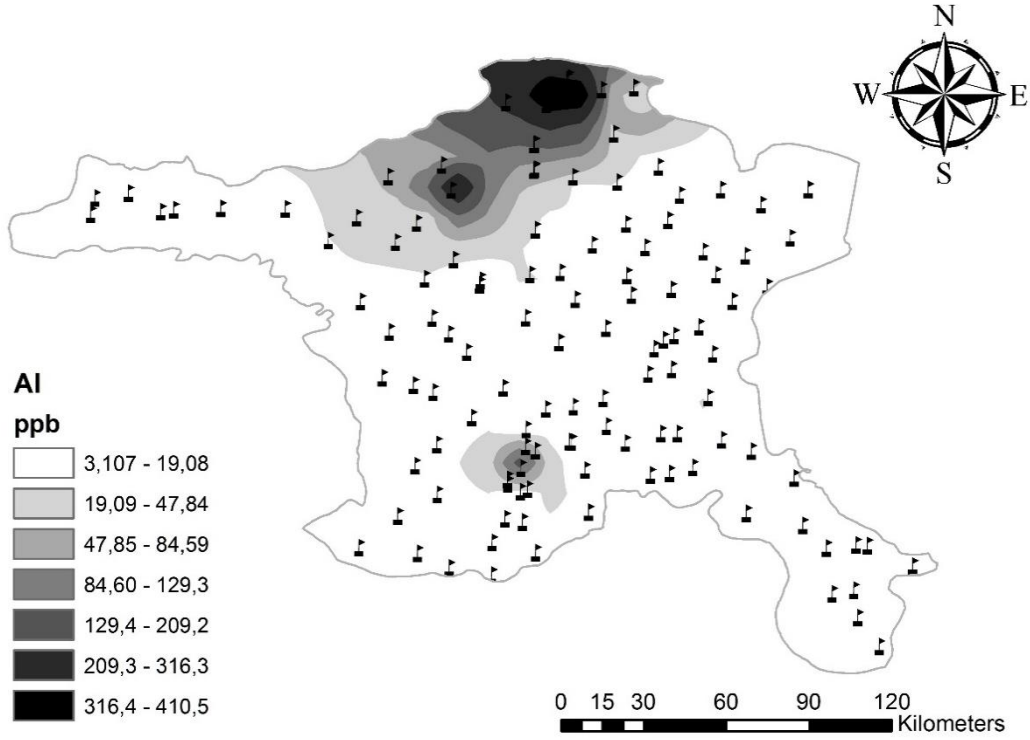 N
W E
S
Al
ppb
3,107 - 19,08
19,09 - 47,84
47,85 - 84,59
84,60 - 129,3
129,4 - 209,2
209,3 - 316,3
316,4 - 410,5
0 15 30 60 90 120
Kilometers